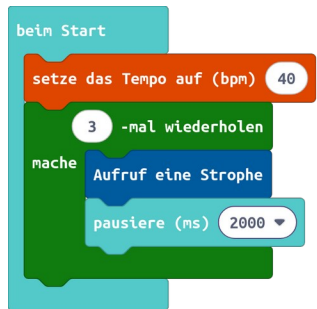 beim Start
setze das Tempo auf (bpm) 40
3 -mal wiederholen
mache
Aufruf eine Strophe
pausiere (ms) 2000